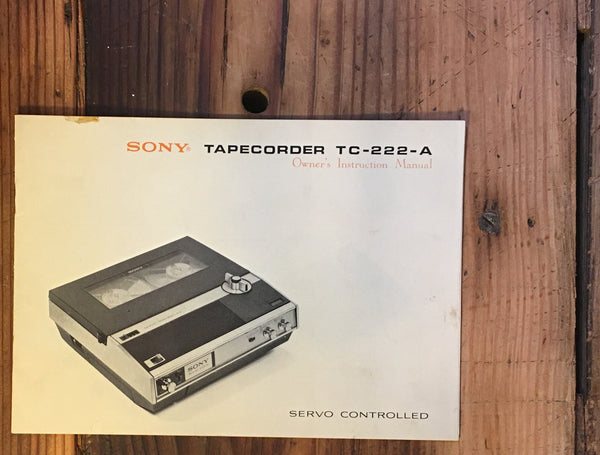 SONY® TAPECORDER TC-222-A
Owner's Instruction Manual
SONY
SERVO CONTROLLED